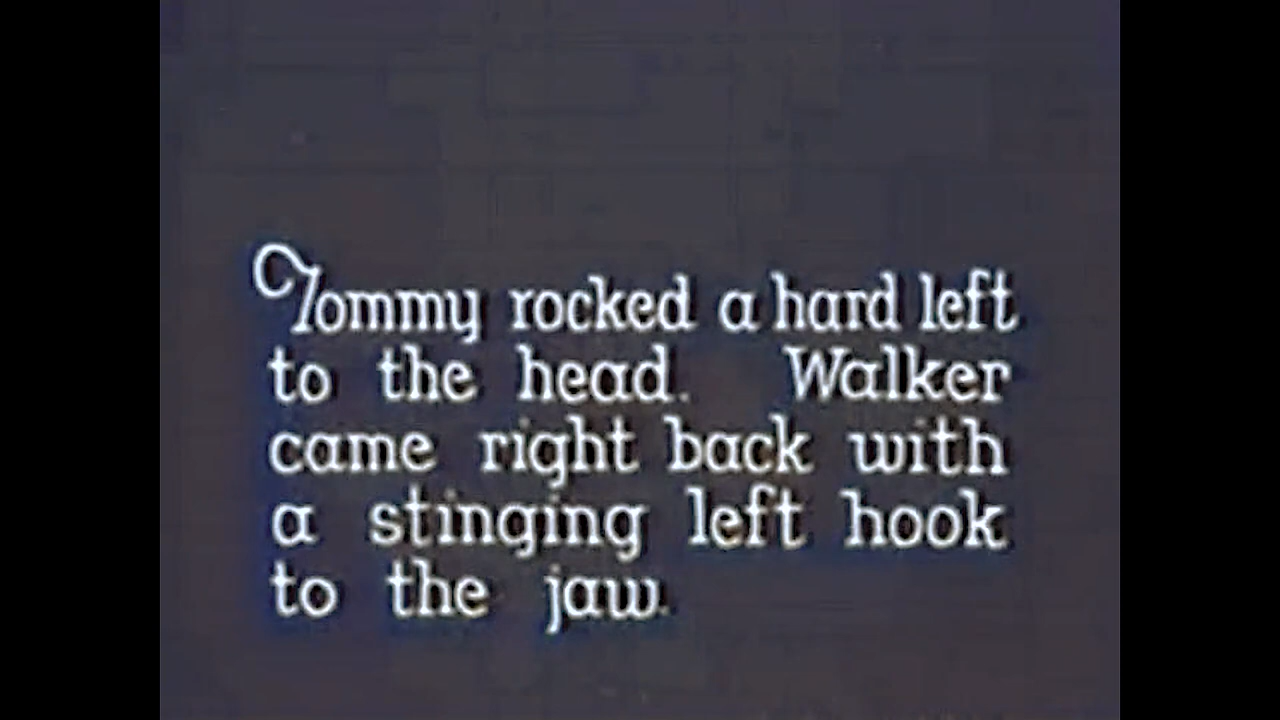 Tommy rocked a hard left
to the head. Walker
came right back with
a stinging left hook
to the jaw.